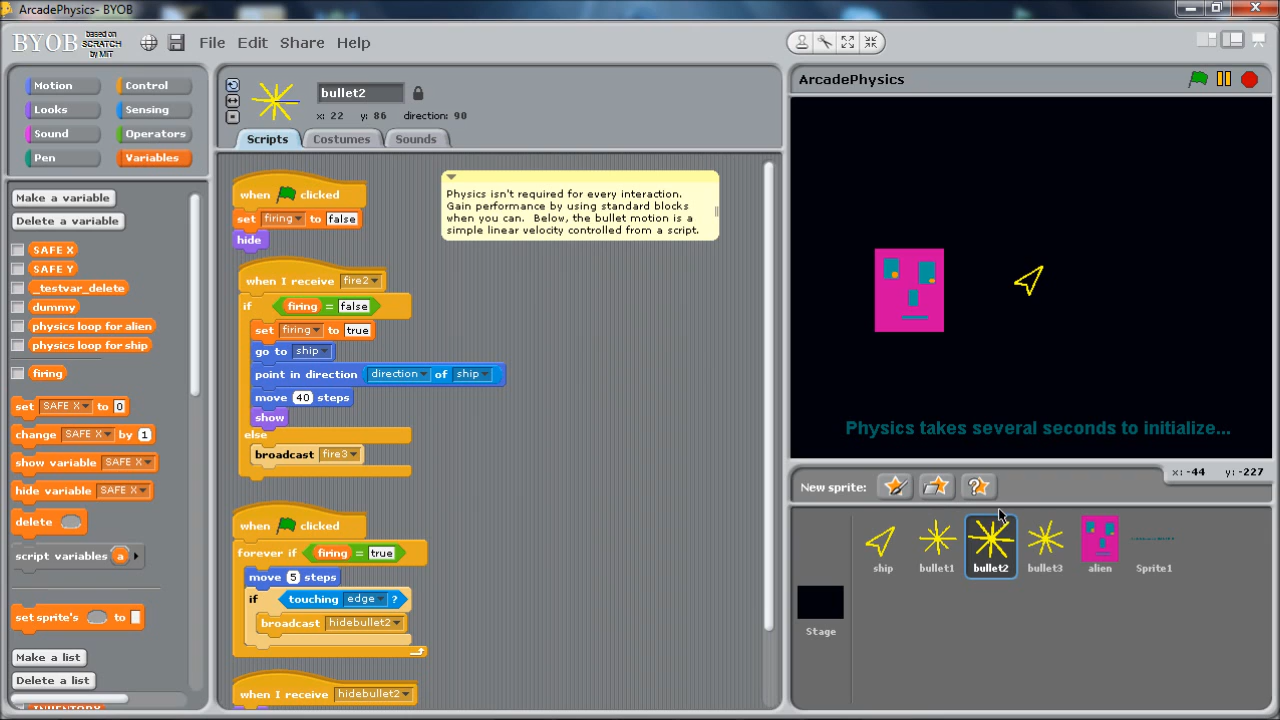 ArcadePhysics- BYOB
BYOB based on SCRATCH by MIT File Edit Share Help
Motion Control
Looks Sensing
Sound Operators
Pen Variables
Make a variable
Delete a variable
SAFE X
SAFE Y
_testvar_delete
dummy
physics loop for alien
physics loop for ship
firing
set SAFE X to 0
change SAFE X by 1
show variable SAFE X
hide variable SAFE X
delete
script variables a
set sprite's to
Make a list
Delete a list
INVENTORY
bullet2
x: 22 y: 86 direction: 90
Scripts Costumes Sounds
when clicked
set firing to false
hide
Physics isn't required for every interaction.
Gain performance by using standard blocks
when you can. Below, the bullet motion is a
simple linear velocity controlled from a script.
when I receive fire2
if firing = false
set firing to true
go to ship
point in direction direction of ship
move 40 steps
show
else
broadcast fire3
when clicked
forever if firing = true
move 5 steps
if touching edge ?
broadcast hidebullet2
when I receive hidebullet2
ArcadePhysics
Physics takes several seconds to initialize...
x: -44 y: -227
New sprite:
ship bullet1 bullet2 bullet3 alien Sprite1
Stage